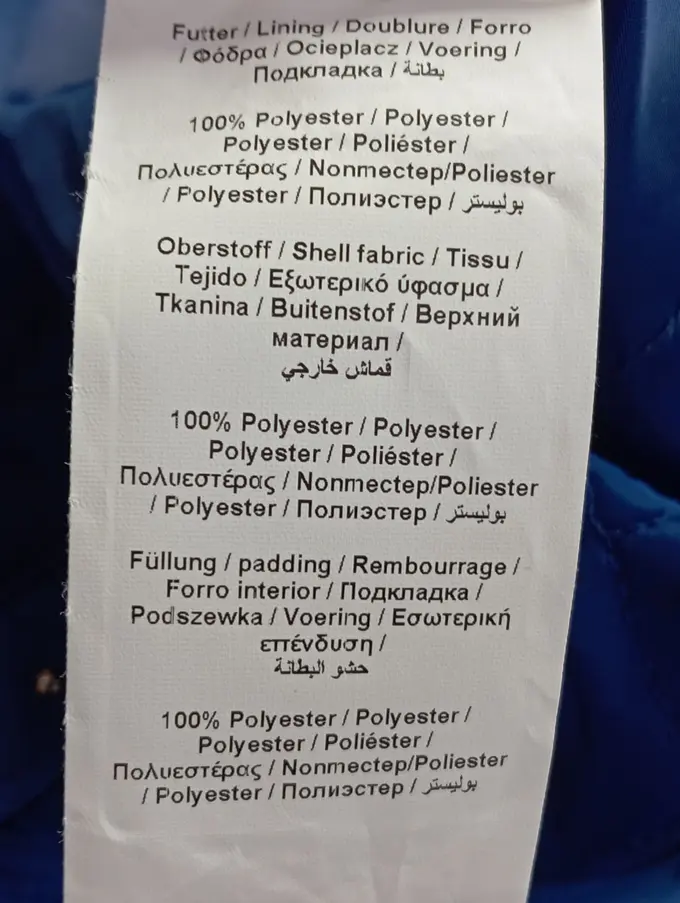 Futter / Lining / Doublure / Forro
/ Φόδρα / Ocieplacz / Voering /
Подкладка / بطانة
100% Polyester / Polyester /
Polyester / Poliéster /
Πολυεστέρας / Nonmectep/Poliester
/ Polyester / Полиэстер / بوليستر
Oberstoff / Shell fabric / Tissu /
Tejido / Εξωτερικό ύφασμα /
Tkanina / Buitenstof / Верхний
материал /
قماش خارجي
100% Polyester / Polyester /
Polyester / Poliéster /
Πολυεστέρας / Nonmectep/Poliester
/ Polyester / Полиэстер / بوليستر
Füllung / padding / Rembourrage /
Forro interior / Подкладка /
Podszewka / Voering / Εσωτερική
επένδυση /
حشو البطانة
100% Polyester / Polyester /
Polyester / Poliéster /
Πολυεστέρας / Nonmectep/Poliester
/ Polyester / Полиэстер / بوليستر